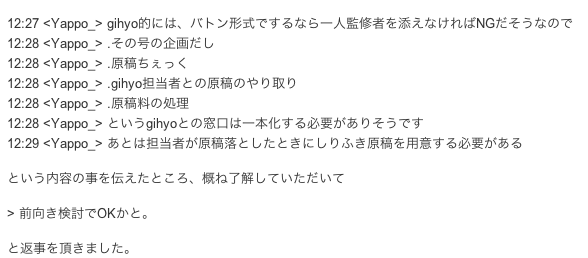 12:27 <Yappo_> gihyo的には、バトン形式でするなら一人監修者を添えなければNGだそうなので
12:28 <Yappo_> .その号の企画だし
12:28 <Yappo_> .原稿ちぇっく
12:28 <Yappo_> .gihyo担当者との原稿のやり取り
12:28 <Yappo_> .原稿料の処理
12:28 <Yappo_> というgihyoとの窓口は一本化する必要がありそうです
12:29 <Yappo_> あとは担当者が原稿落としたときにしりふき原稿を用意する必要がある
という内容の事を伝えたところ、概ね了解していただいて
> 前向き検討でOKかと。
と返事を頂きました。